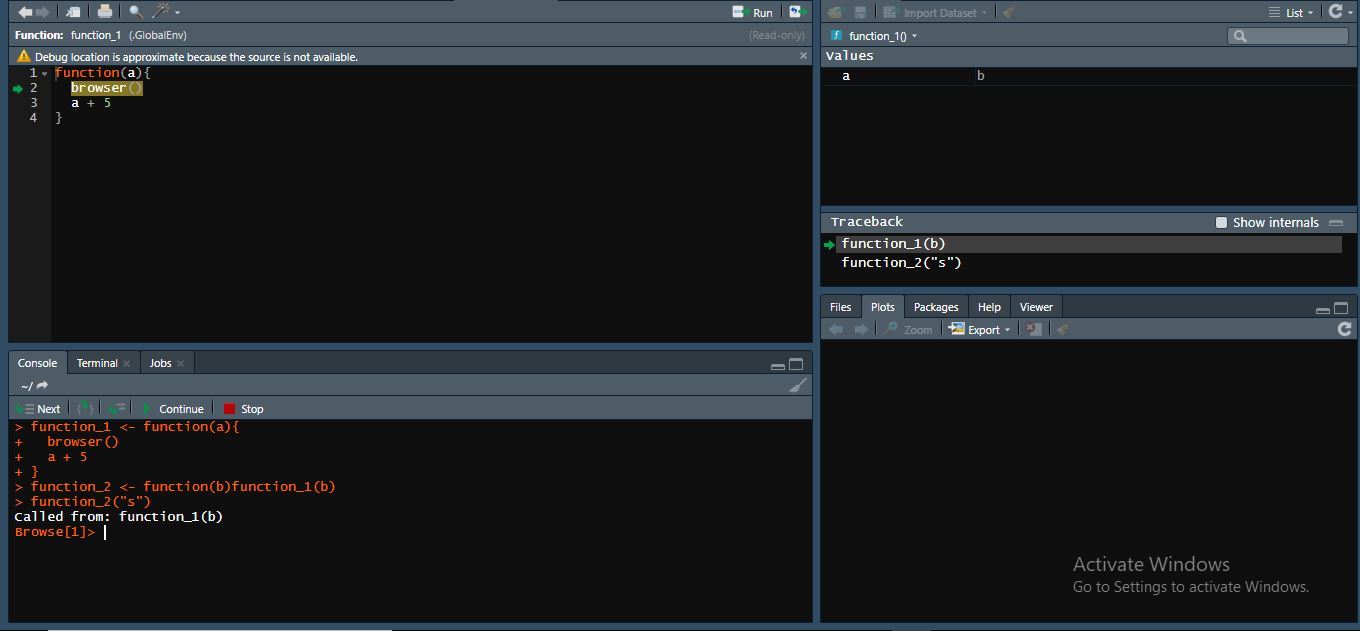 Run
Import Dataset
List
Function: function_1 (.GlobalEnv)
(Read-only)
function_1()
Debug location is approximate because the source is not available.
Values
1 function(a){
2 browser()
3 a + 5
4 }
a b
Traceback
Show internals
function_1(b)
function_2("s")
Files Plots Packages Help Viewer
Zoom Export
Console Terminal Jobs
~/
Next Continue Stop
> function_1 <- function(a){
+ browser()
+ a + 5
+ }
> function_2 <- function(b)function_1(b)
> function_2("s")
Called from: function_1(b)
Browse[1]>
Activate Windows
Go to Settings to activate Windows.